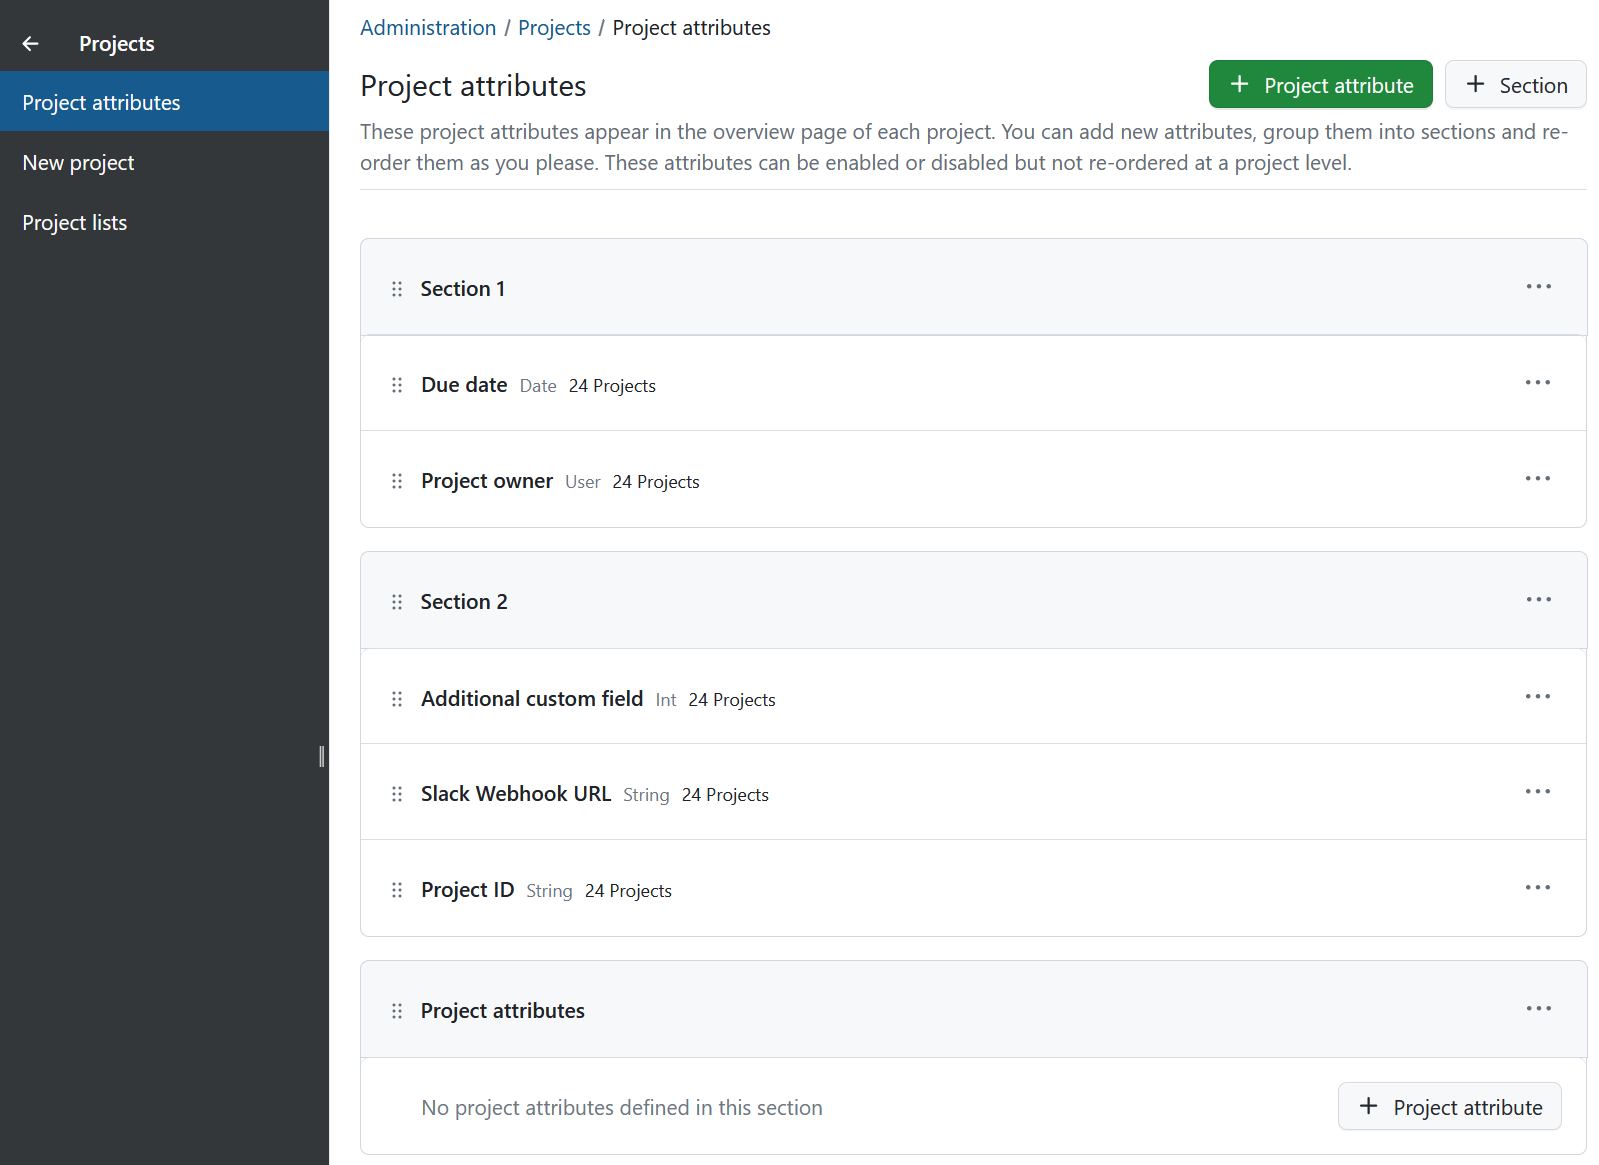 Projects
Project attributes
New project
Project lists
Administration / Projects / Project attributes
Project attributes
+ Project attribute
+ Section
These project attributes appear in the overview page of each project. You can add new attributes, group them into sections and re-
order them as you please. These attributes can be enabled or disabled but not re-ordered at a project level.
Section 1
Due date Date 24 Projects
Project owner User 24 Projects
Section 2
Additional custom field Int 24 Projects
Slack Webhook URL String 24 Projects
Project ID String 24 Projects
Project attributes
No project attributes defined in this section
+ Project attribute